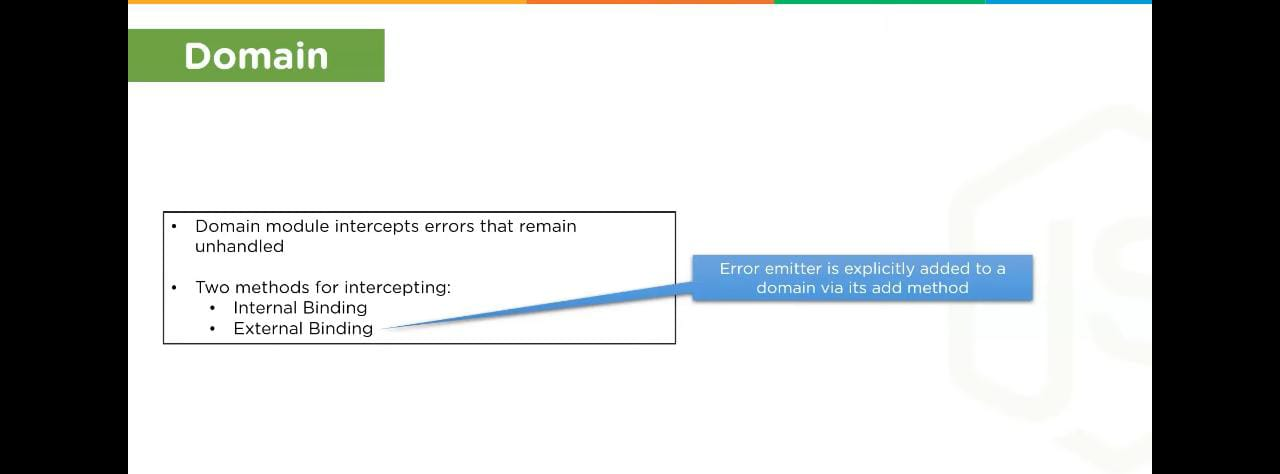 Domain
• Domain module intercepts errors that remain
unhandled
• Two methods for intercepting:
• Internal Binding
• External Binding
Error emitter is explicitly added to a
domain via its add method
JS